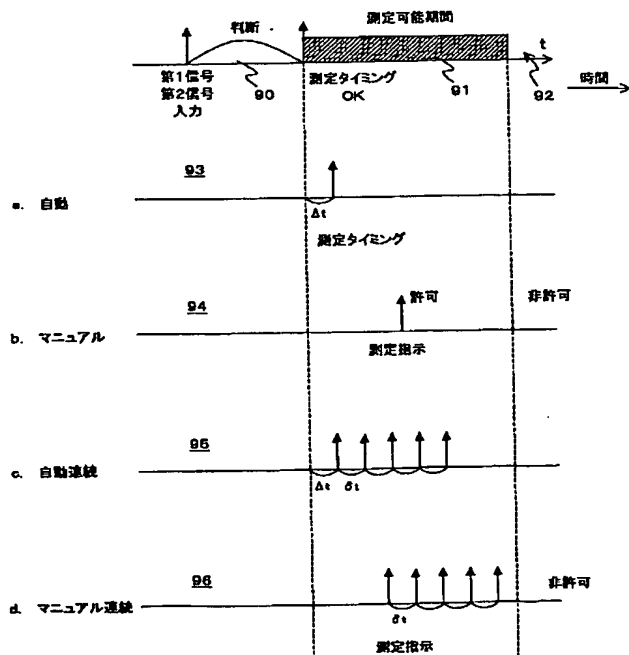 判断
測定可能期間
t
第1信号
第2信号
入力
90
測定タイミング
OK
91
92
時間
93
a. 自動
Δt
測定タイミング
94
許可
非許可
b. マニュアル
測定指示
95
c. 自動連続
Δt
δt
96
非許可
d. マニュアル連続
δt
測定指示